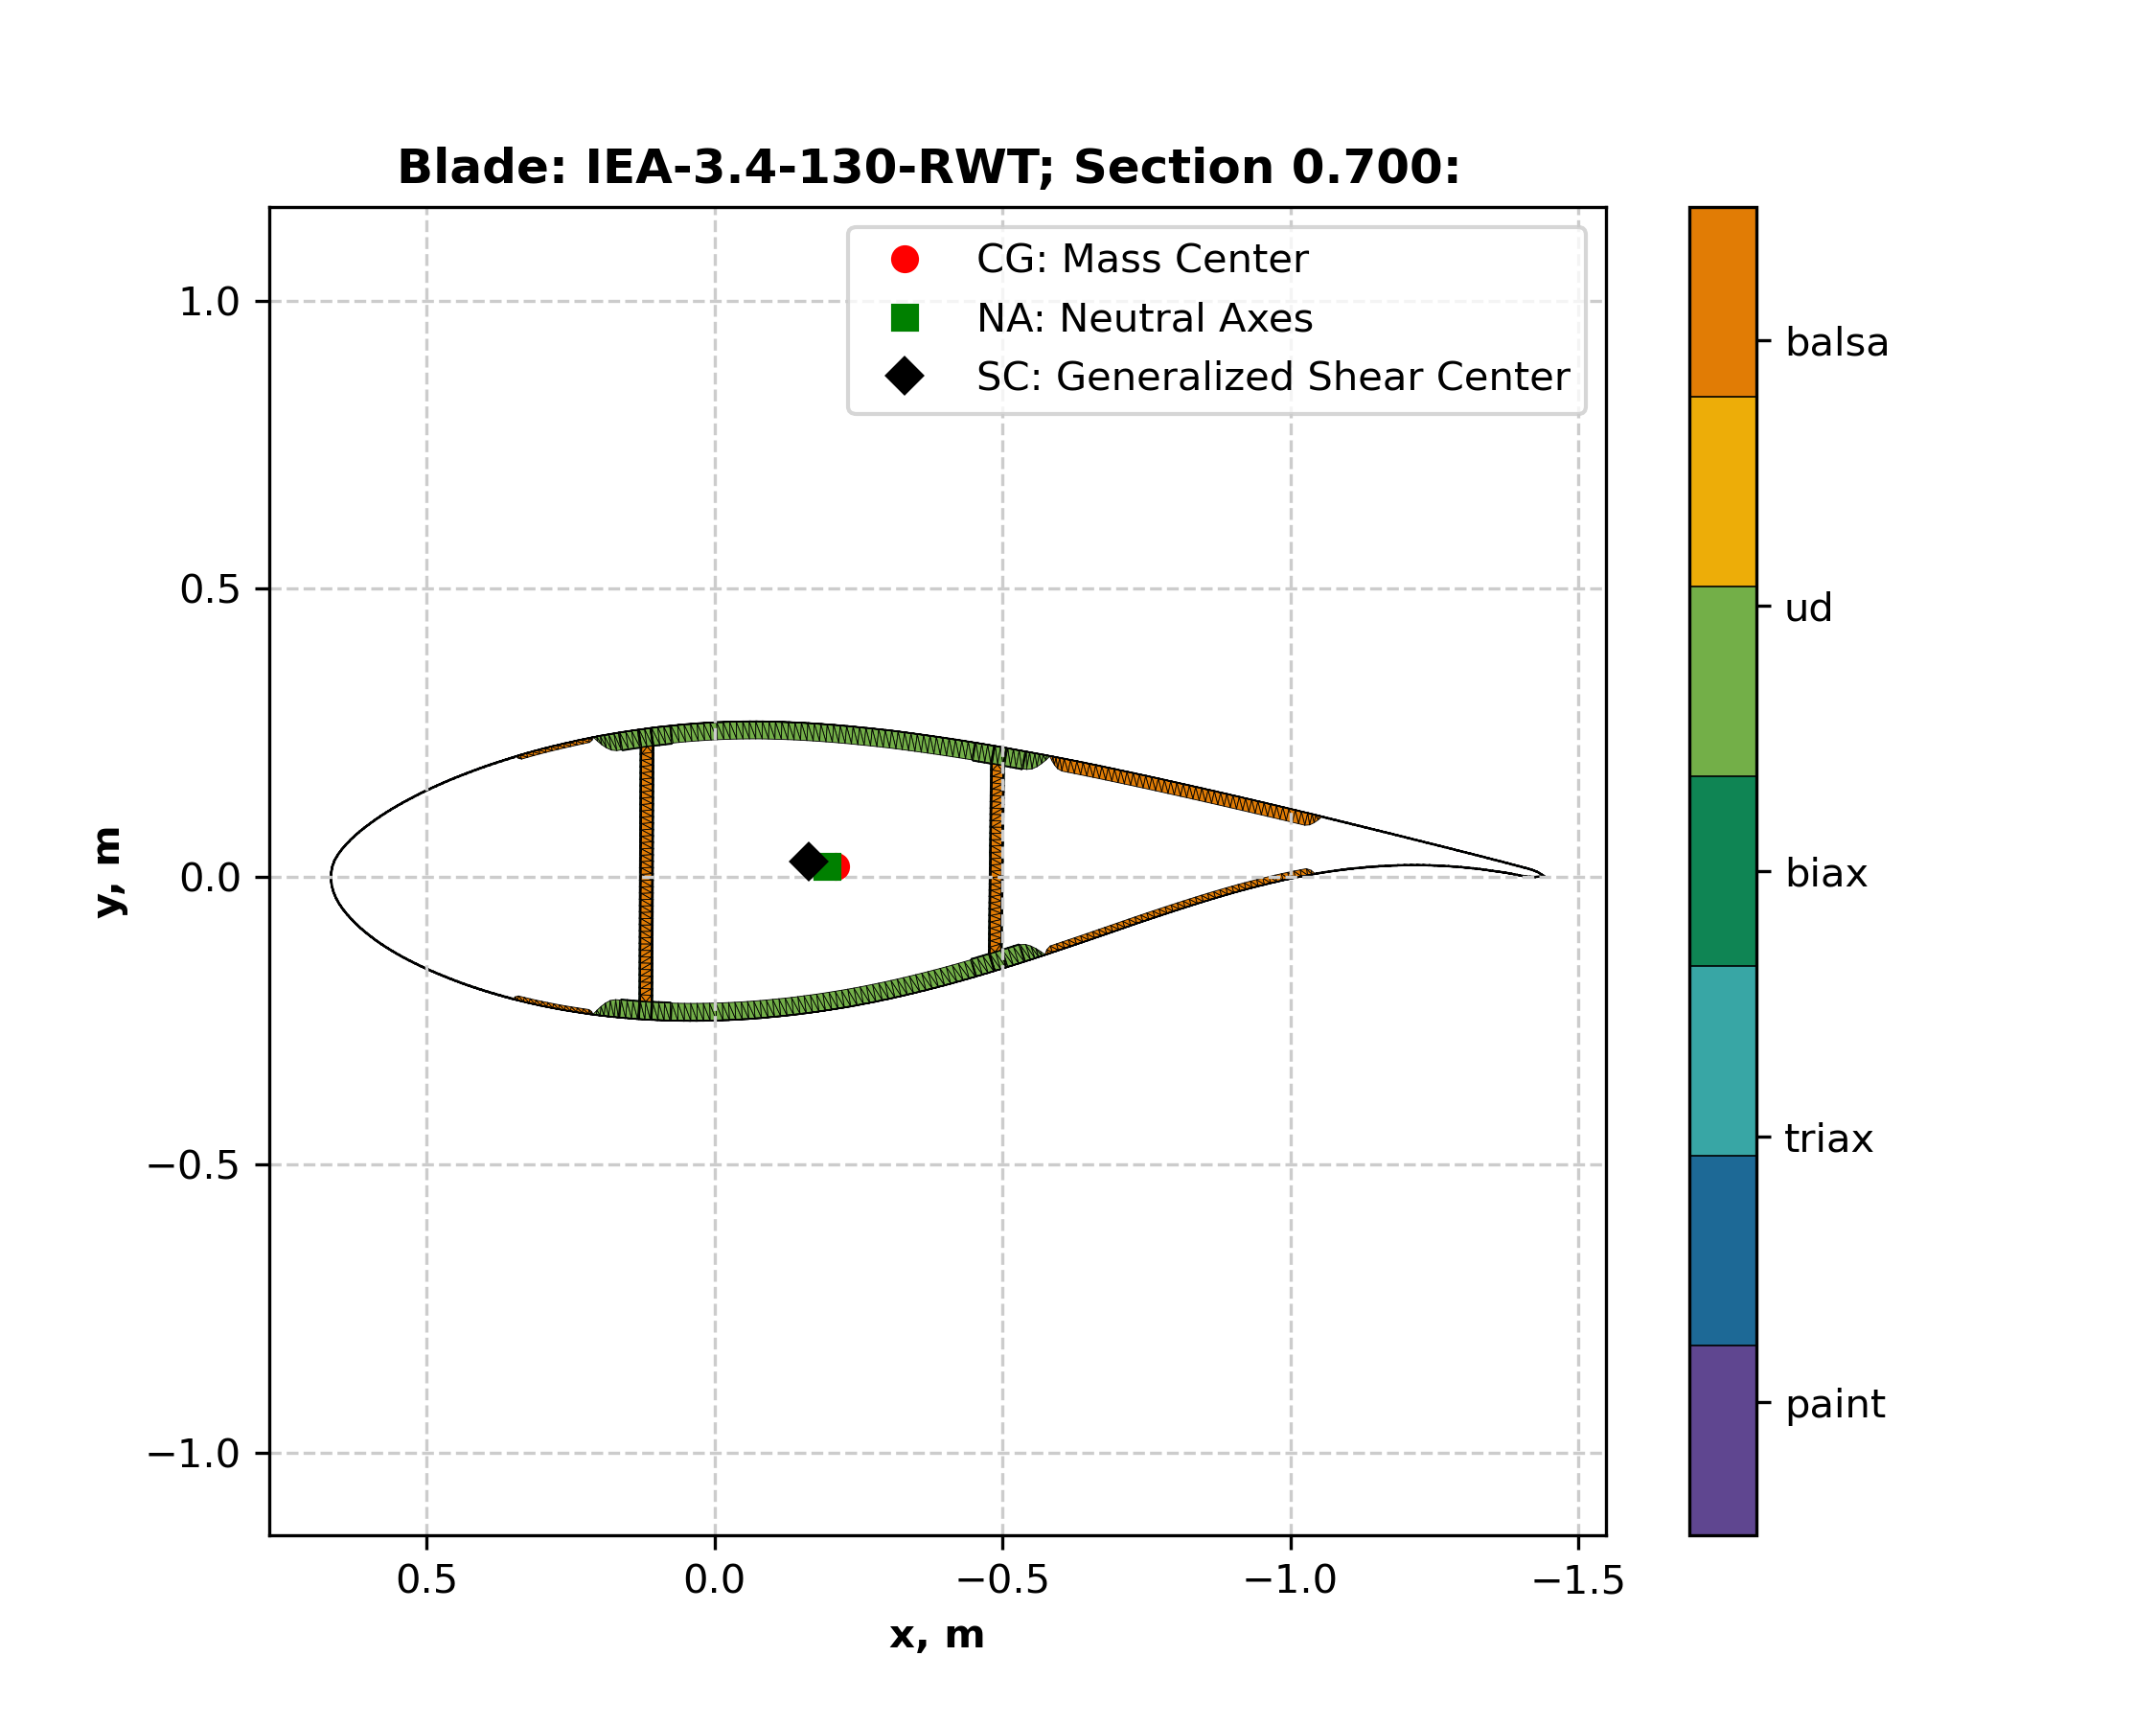 Blade: IEA-3.4-130-RWT; Section 0.700:
CG: Mass Center
NA: Neutral Axes
SC: Generalized Shear Center
1.0
0.5
0.0
−0.5
−1.0
y, m
0.5 0.0 −0.5 −1.0 −1.5
x, m
balsa
ud
biax
triax
paint